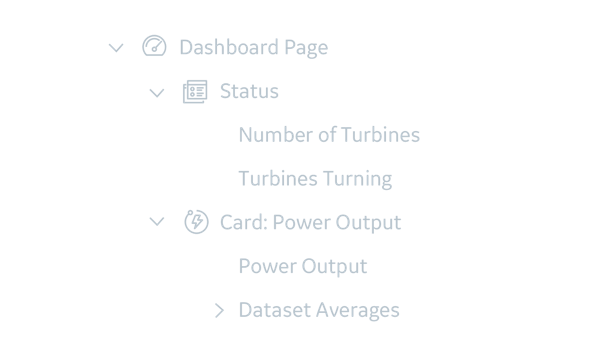 Dashboard Page
Status
Number of Turbines
Turbines Turning
Card: Power Output
Power Output
Dataset Averages